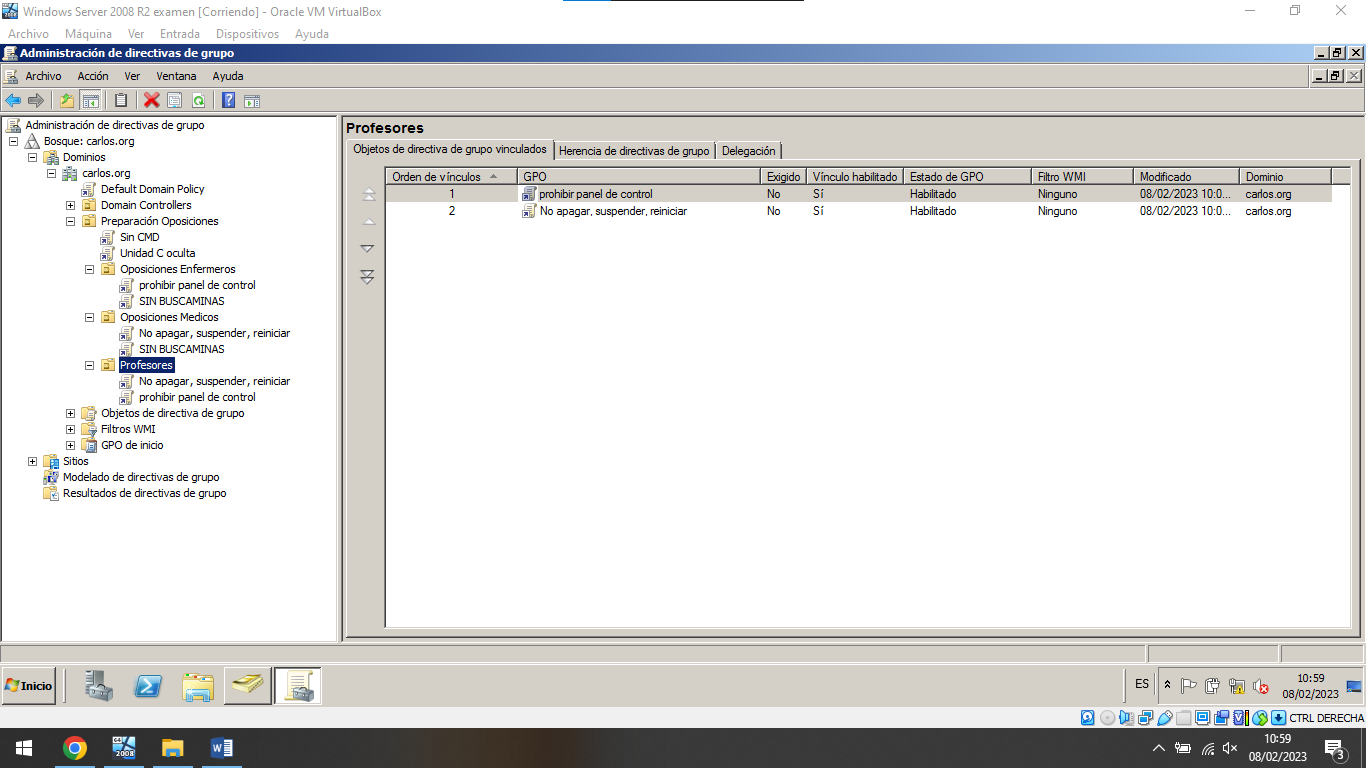 Windows Server 2008 R2 examen [Corriendo] - Oracle VM VirtualBox
Archivo Máquina Ver Entrada Dispositivos Ayuda
Administración de directivas de grupo
Archivo Acción Ver Ventana Ayuda
Administración de directivas de grupo
Bosque: carlos.org
Dominios
carlos.org
Default Domain Policy
Domain Controllers
Preparación Oposiciones
Sin CMD
Unidad C oculta
Oposiciones Enfermeros
prohibir panel de control
SIN BUSCAMINAS
Oposiciones Medicos
No apagar, suspender, reiniciar
SIN BUSCAMINAS
Profesores
No apagar, suspender, reiniciar
prohibir panel de control
Objetos de directiva de grupo
Filtros WMI
GPO de inicio
Sitios
Modelado de directivas de grupo
Resultados de directivas de grupo
Profesores
Objetos de directiva de grupo vinculados Herencia de directivas de grupo Delegación
Orden de vínculos GPO Exigido Vínculo habilitado Estado de GPO Filtro WMI Modificado Dominio
1 prohibir panel de control No Sí Habilitado Ninguno 08/02/2023 10:0... carlos.org
2 No apagar, suspender, reiniciar No Sí Habilitado Ninguno 08/02/2023 10:0... carlos.org
Inicio ES 10:59
08/02/2023
CTRL DERECHA
2008 10:59
08/02/2023 3